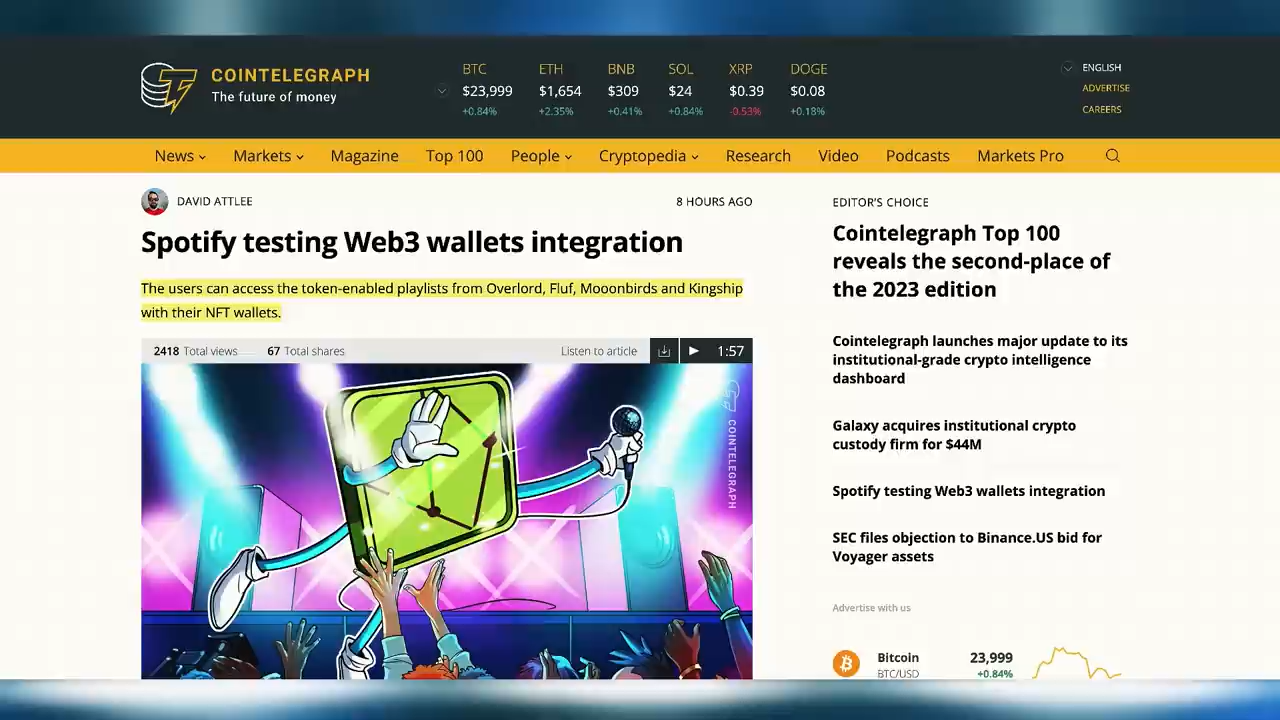 COINTELEGRAPH
The future of money
BTC ETH BNB SOL XRP DOGE
$23,999 $1,654 $309 $24 $0.39 $0.08
+0.84% +2.35% +0.41% +0.84% -0.53% +0.18%
ENGLISH
ADVERTISE
CAREERS
News Markets Magazine Top 100 People Cryptopedia Research Video Podcasts Markets Pro
DAVID ATTLEE
8 HOURS AGO
Spotify testing Web3 wallets integration
The users can access the token-enabled playlists from Overlord, Fluf, Mooonbirds and Kingship
with their NFT wallets.
2418 Total views 67 Total shares Listen to article 1:57
COINTELEGRAPH
EDITOR'S CHOICE
Cointelegraph Top 100
reveals the second-place of
the 2023 edition
Cointelegraph launches major update to its
institutional-grade crypto intelligence
dashboard
Galaxy acquires institutional crypto
custody firm for $44M
Spotify testing Web3 wallets integration
SEC files objection to Binance.US bid for
Voyager assets
Advertise with us
Bitcoin 23,999
BTC/USD +0.84%